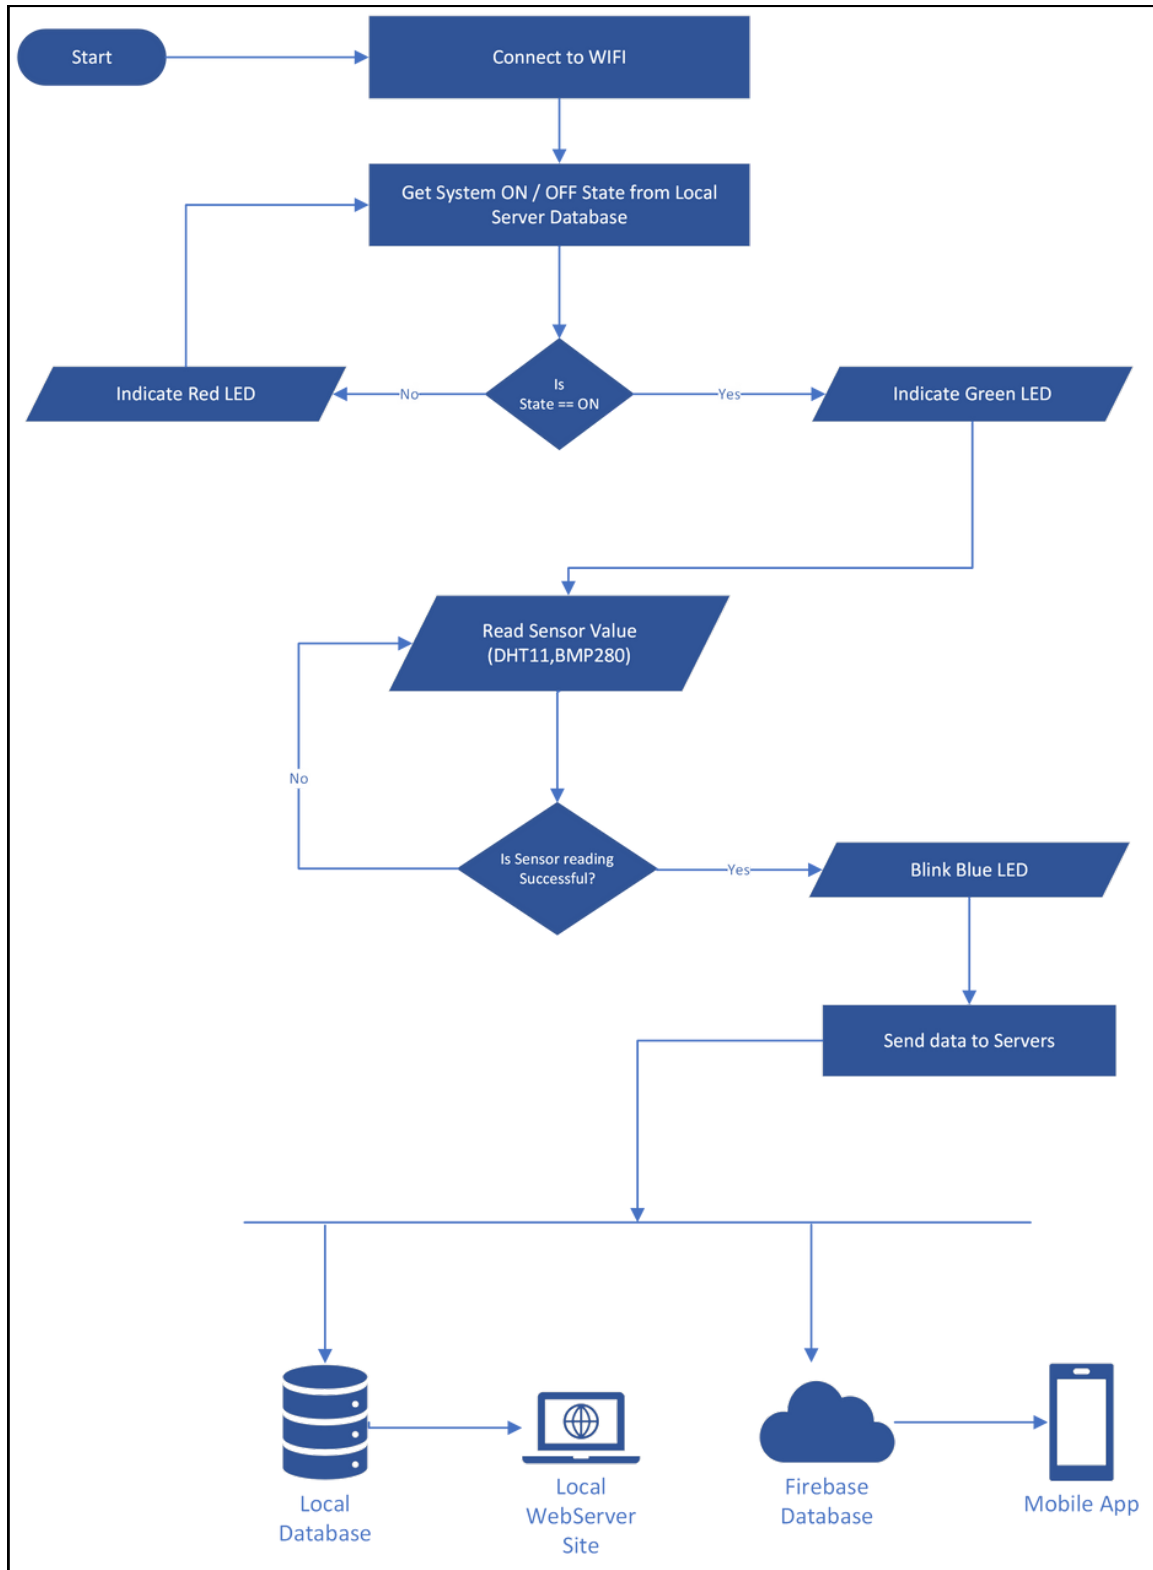 Start
Connect to WIFI
Get System ON / OFF State from Local
Server Database
Indicate Red LED
No
Is
State == ON
Yes
Indicate Green LED
Read Sensor Value
(DHT11,BMP280)
No
Is Sensor reading
Successful?
Yes
Blink Blue LED
Send data to Servers
Local
Database
Local
WebServer
Site
Firebase
Database
Mobile App